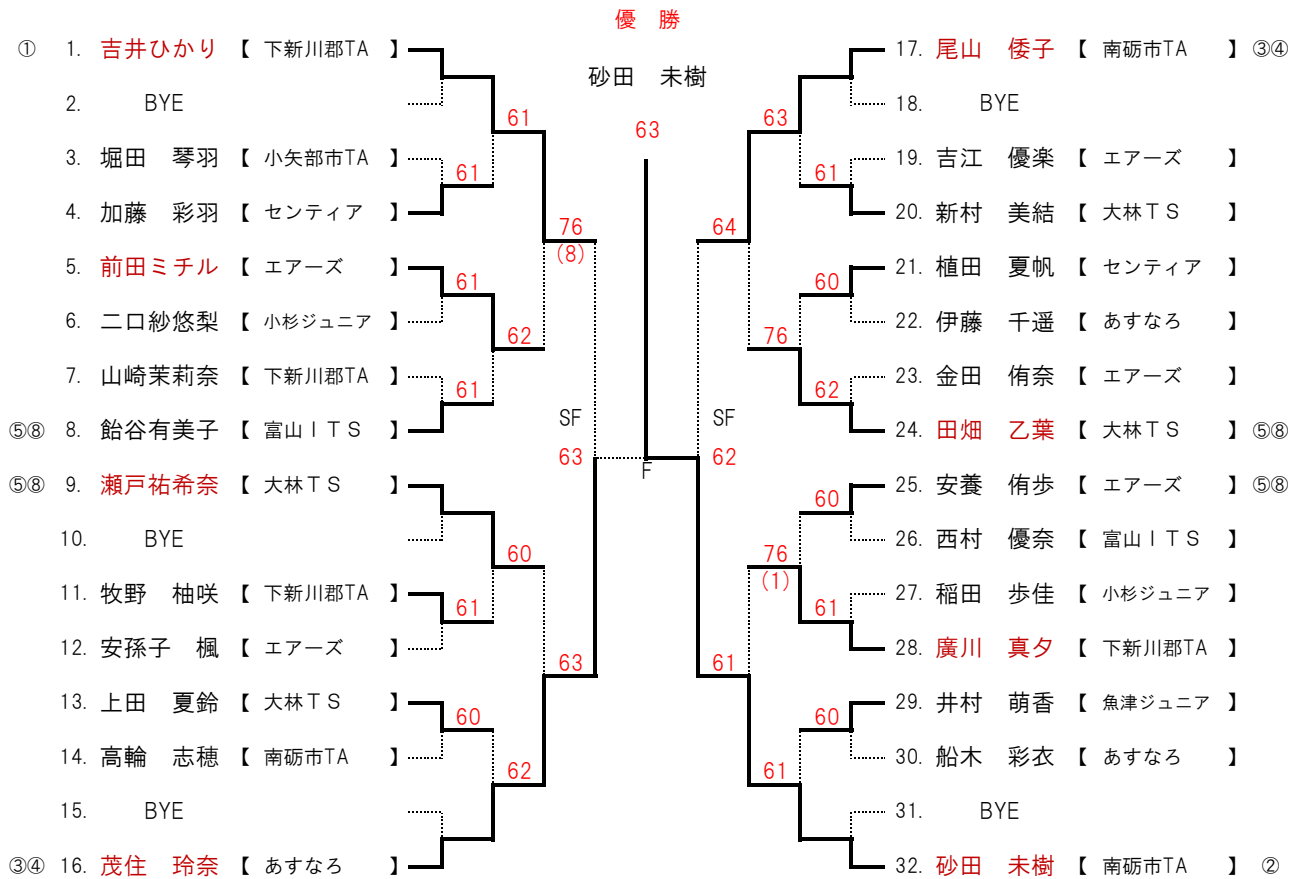 優　勝
砂田　未樹
63
① 1. 吉井ひかり 【 下新川郡TA 】
2. BYE
61
3. 堀田　琴羽 【 小矢部市TA 】
61
4. 加藤　彩羽 【 センティア 】
76
(8)
5. 前田ミチル 【 エアーズ 】
61
6. 二口紗悠梨 【 小杉ジュニア 】
62
7. 山崎茉莉奈 【 下新川郡TA 】
61
⑤⑧ 8. 飴谷有美子 【 富山ＩＴＳ 】
SF
63
⑤⑧ 9. 瀬戸祐希奈 【 大林ＴＳ 】
10. BYE
60
11. 牧野　柚咲 【 下新川郡TA 】
61
12. 安孫子　楓 【 エアーズ 】
63
13. 上田　夏鈴 【 大林ＴＳ 】
60
14. 高輪　志穂 【 南砺市TA 】
62
15. BYE
③④ 16. 茂住　玲奈 【 あすなろ 】
F
17. 尾山　倭子 【 南砺市TA 】 ③④
18. BYE
63
19. 吉江　優楽 【 エアーズ 】
61
20. 新村　美結 【 大林ＴＳ 】
64
21. 植田　夏帆 【 センティア 】
60
22. 伊藤　千遥 【 あすなろ 】
76
23. 金田　侑奈 【 エアーズ 】
62
24. 田畑　乙葉 【 大林ＴＳ 】 ⑤⑧
SF
62
25. 安養　侑歩 【 エアーズ 】 ⑤⑧
60
26. 西村　優奈 【 富山ＩＴＳ 】
76
(1)
27. 稲田　歩佳 【 小杉ジュニア 】
61
28. 廣川　真夕 【 下新川郡TA 】
61
29. 井村　萌香 【 魚津ジュニア 】
60
30. 船木　彩衣 【 あすなろ 】
61
31. BYE
32. 砂田　未樹 【 南砺市TA 】 ②